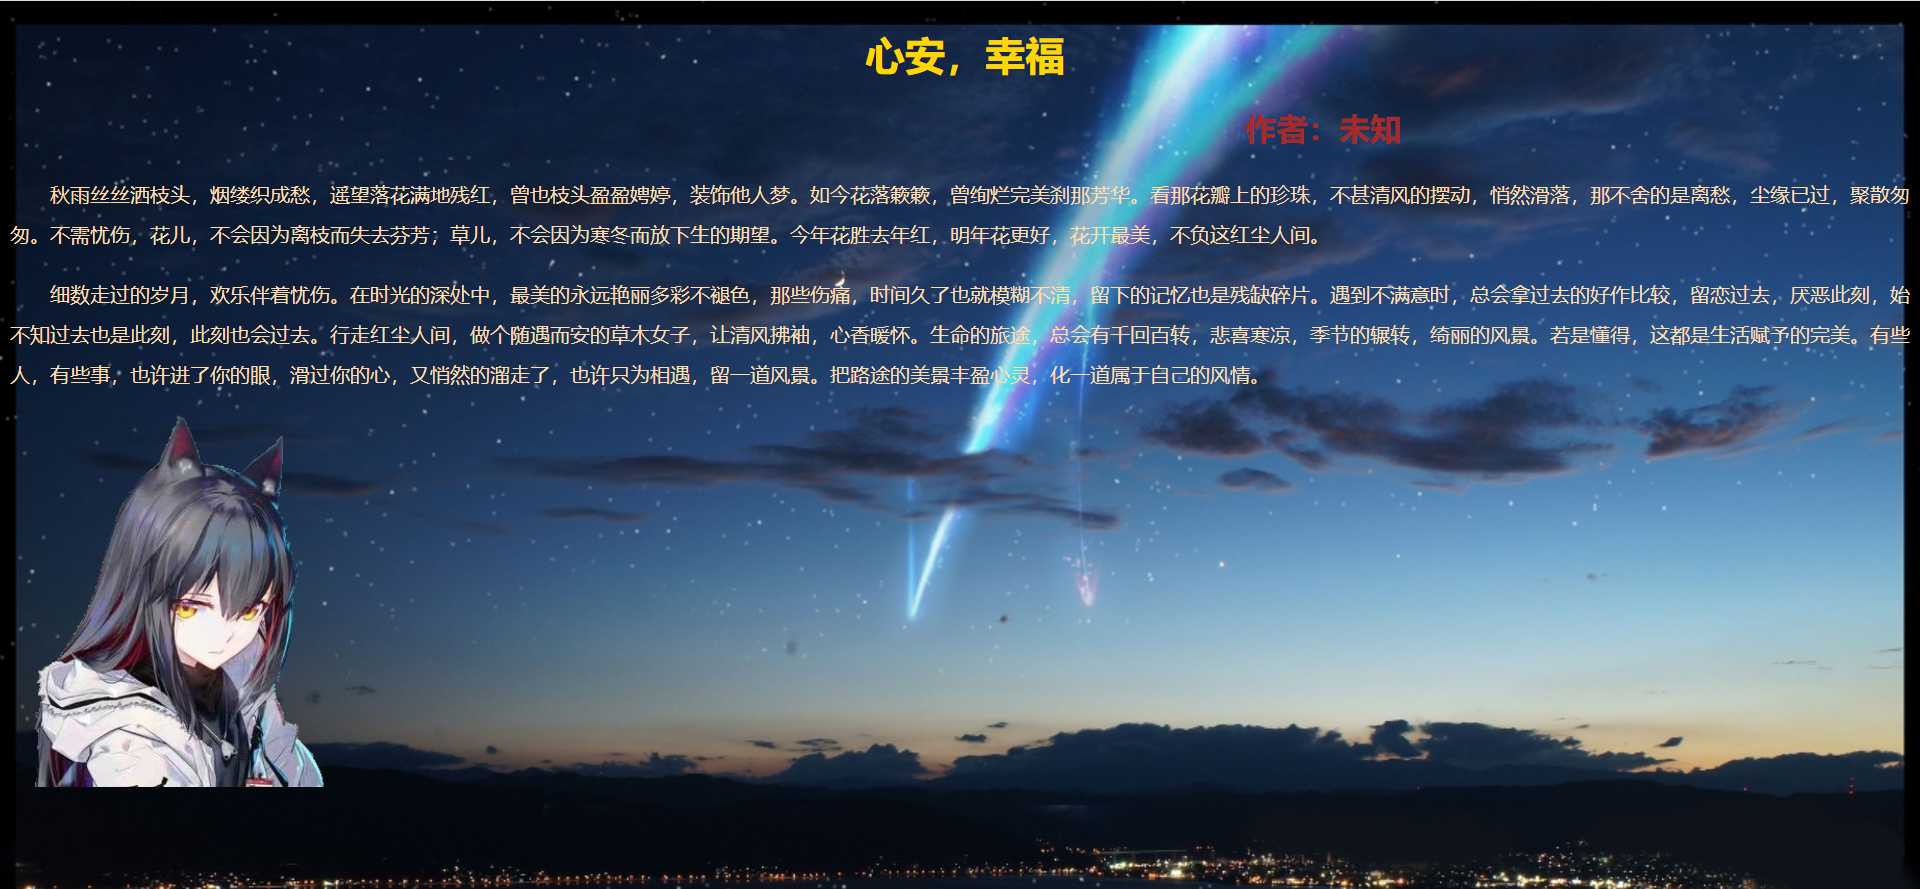 心安，幸福
作者：未知
秋雨丝丝洒枝头，烟缕织成愁，遥望落花满地残红，曾也枝头盈盈娉婷，装饰他人梦。如今花落簌簌，曾绚烂完美刹那芳华。看那花瓣上的珍珠，不甚清风的摆动，悄然滑落，那不舍的是离愁，尘缘已过，聚散匆
匆。不需忧伤，花儿，不会因为离枝而失去芬芳；草儿，不会因为寒冬而放下生的期望。今年花胜去年红，明年花更好，花开最美，不负这红尘人间。
细数走过的岁月，欢乐伴着忧伤。在时光的深处中，最美的永远艳丽多彩不褪色，那些伤痛，时间久了也就模糊不清，留下的记忆也是残缺碎片。遇到不满意时，总会拿过去的好作比较，留恋过去，厌恶此刻，始
不知过去也是此刻，此刻也会过去。行走红尘人间，做个随遇而安的草木女子，让清风拂袖，心香暖怀。生命的旅途，总会有千回百转，悲喜寒凉，季节的辗转，绮丽的风景。若是懂得，这都是生活赋予的完美。有些
人，有些事，也许进了你的眼，滑过你的心，又悄然的溜走了，也许只为相遇，留一道风景。把路途的美景丰盈心灵，化一道属于自己的风情。